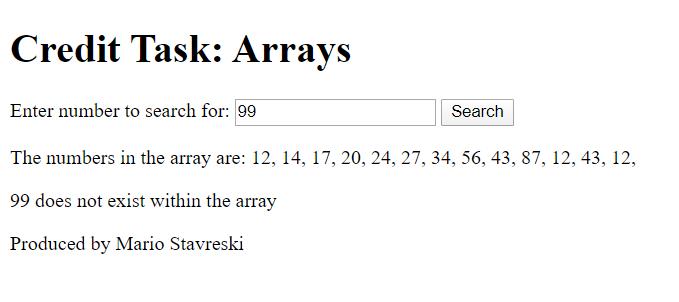 Credit Task: Arrays
Enter number to search for: 99 Search
The numbers in the array are: 12, 14, 17, 20, 24, 27, 34, 56, 43, 87, 12, 43, 12,
99 does not exist within the array
Produced by Mario Stavreski